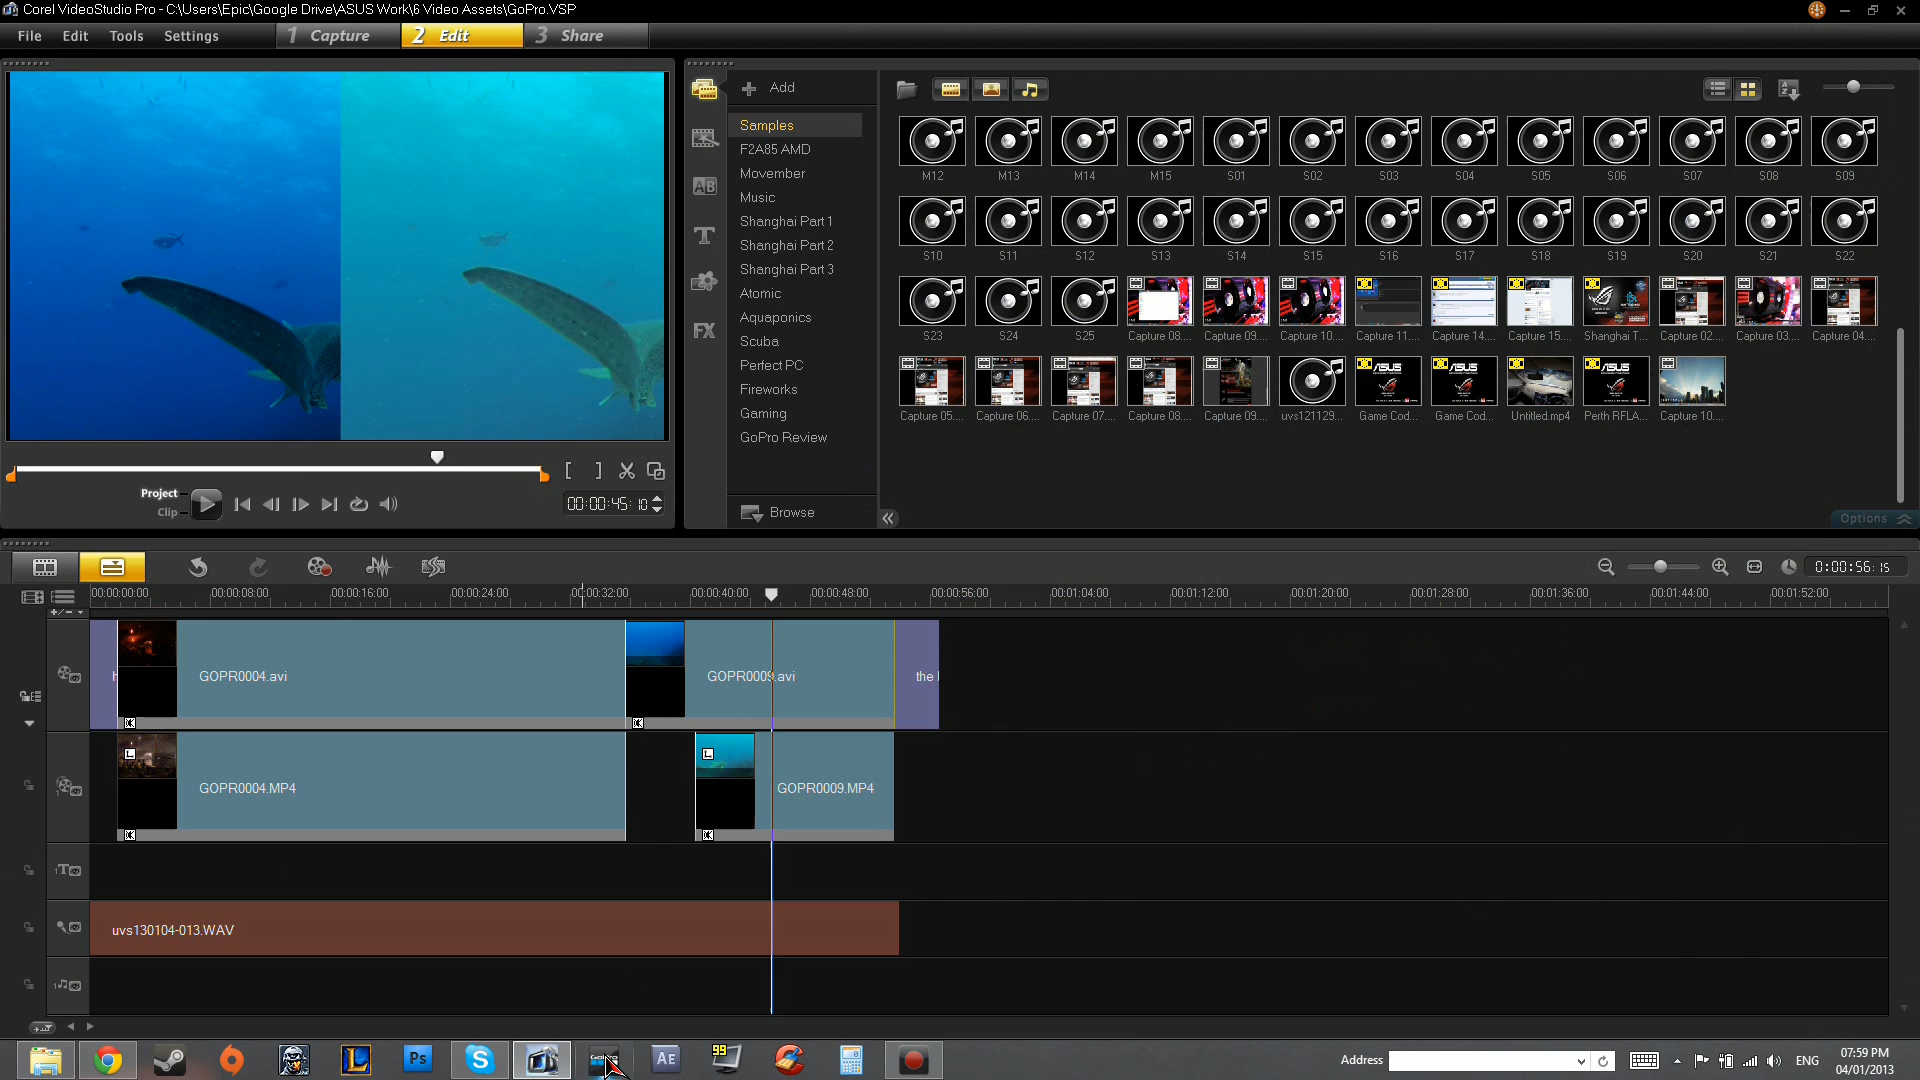 Corel VideoStudio Pro - C:\Users\Epic\Google Drive\ASUS Work\6 Video Assets\GoPro.VSP
File Edit Tools Settings
1 Capture 2 Edit 3 Share
Project
Clip
00:00:45:10
Add
Samples
F2A85 AMD
Movember
Music
Shanghai Part 1
Shanghai Part 2
Shanghai Part 3
Atomic
Aquaponics
Scuba
Perfect PC
Fireworks
Gaming
GoPro Review
Browse
AB
T
FX
M12 M13 M14 M15 S01 S02 S03 S04 S05 S06 S07 S08 S09
S10 S11 S12 S13 S14 S15 S16 S17 S18 S19 S20 S21 S22
S23 S24 S25 Capture 08.... Capture 09.... Capture 10.... Capture 11.... Capture 14.... Capture 15.... Shanghai T... Capture 02.... Capture 03.... Capture 04....
Capture 05.... Capture 06.... Capture 07.... Capture 08.... Capture 09.... uvs121129... Game Cod... Game Cod... Untitled.mp4 Perth RFLA... Capture 10....
Options
0:00:56:15
00:00:00:00 00:00:08:00 00:00:16:00 00:00:24:00 00:00:32:00 00:00:40:00 00:00:48:00 00:00:56:00 00:01:04:00 00:01:12:00 00:01:20:00 00:01:28:00 00:01:36:00 00:01:44:00 00:01:52:00
GOPR0004.avi GOPR0009.avi the
GOPR0004.MP4 GOPR0009.MP4
uvs130104-013.WAV
Ps
Ae
99
Address
ENG
07:59 PM
04/01/2013